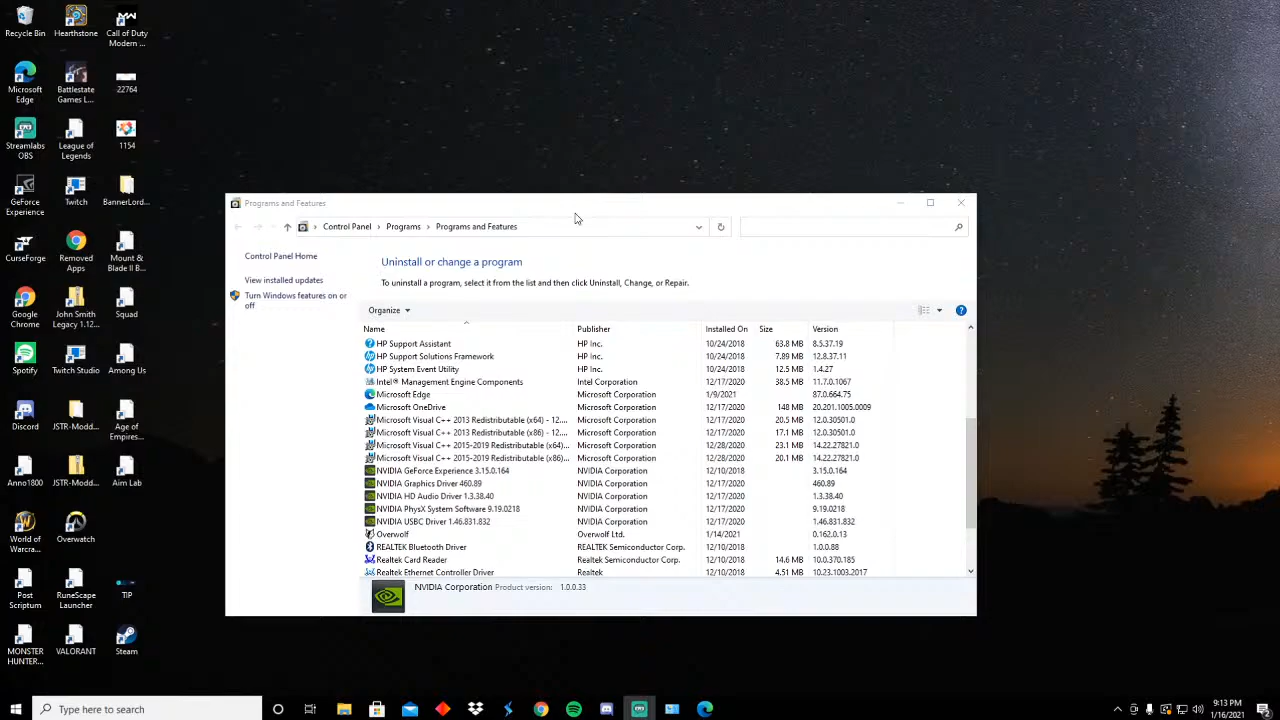 Recycle Bin
Hearthstone
Call of Duty
Modern ...
Microsoft
Edge
Battlestate
Games L...
22764
Streamlabs
OBS
League of
Legends
1154
GeForce
Experience
Twitch
BannerLord...
CurseForge
Removed
Apps
Mount &
Blade II B...
Google
Chrome
John Smith
Legacy 1.12...
Squad
Spotify
Twitch Studio
Among Us
Discord
JSTR-Modd...
Age of
Empires...
Anno1800
JSTR-Modd...
Aim Lab
World of
Warcra...
Overwatch
Post
Scriptum
RuneScape
Launcher
TIP
MONSTER
HUNTER...
VALORANT
Steam
Programs and Features
Control Panel > Programs > Programs and Features
Control Panel Home
View installed updates
Turn Windows features on or
off
Uninstall or change a program
To uninstall a program, select it from the list and then click Uninstall, Change, or Repair.
Organize
Name Publisher Installed On Size Version
HP Support Assistant HP Inc. 10/24/2018 63.8 MB 8.5.37.19
HP Support Solutions Framework HP Inc. 10/24/2018 7.89 MB 12.8.37.11
HP System Event Utility HP Inc. 10/24/2018 12.5 MB 1.4.27
Intel® Management Engine Components Intel Corporation 12/17/2020 38.5 MB 11.7.0.1067
Microsoft Edge Microsoft Corporation 1/9/2021 87.0.664.75
Microsoft OneDrive Microsoft Corporation 12/17/2020 148 MB 20.201.1005.0009
Microsoft Visual C++ 2013 Redistributable (x64) - 12.... Microsoft Corporation 12/17/2020 20.5 MB 12.0.30501.0
Microsoft Visual C++ 2013 Redistributable (x86) - 12.... Microsoft Corporation 12/17/2020 17.1 MB 12.0.30501.0
Microsoft Visual C++ 2015-2019 Redistributable (x64)... Microsoft Corporation 12/28/2020 23.1 MB 14.22.27821.0
Microsoft Visual C++ 2015-2019 Redistributable (x86)... Microsoft Corporation 12/28/2020 20.1 MB 14.22.27821.0
NVIDIA GeForce Experience 3.15.0.164 NVIDIA Corporation 12/10/2018 3.15.0.164
NVIDIA Graphics Driver 460.89 NVIDIA Corporation 12/17/2020 460.89
NVIDIA HD Audio Driver 1.3.38.40 NVIDIA Corporation 12/17/2020 1.3.38.40
NVIDIA PhysX System Software 9.19.0218 NVIDIA Corporation 12/17/2020 9.19.0218
NVIDIA USBC Driver 1.46.831.832 NVIDIA Corporation 12/17/2020 1.46.831.832
Overwolf Overwolf Ltd. 1/14/2021 0.162.0.13
REALTEK Bluetooth Driver REALTEK Semiconductor Corp. 12/10/2018 1.0.0.88
Realtek Card Reader Realtek Semiconductor Corp. 12/10/2018 14.6 MB 10.0.370.185
Realtek Ethernet Controller Driver Realtek 12/10/2018 4.51 MB 10.23.1003.2017
NVIDIA Corporation Product version: 1.0.0.33
Type here to search
9:13 PM
1/16/2021